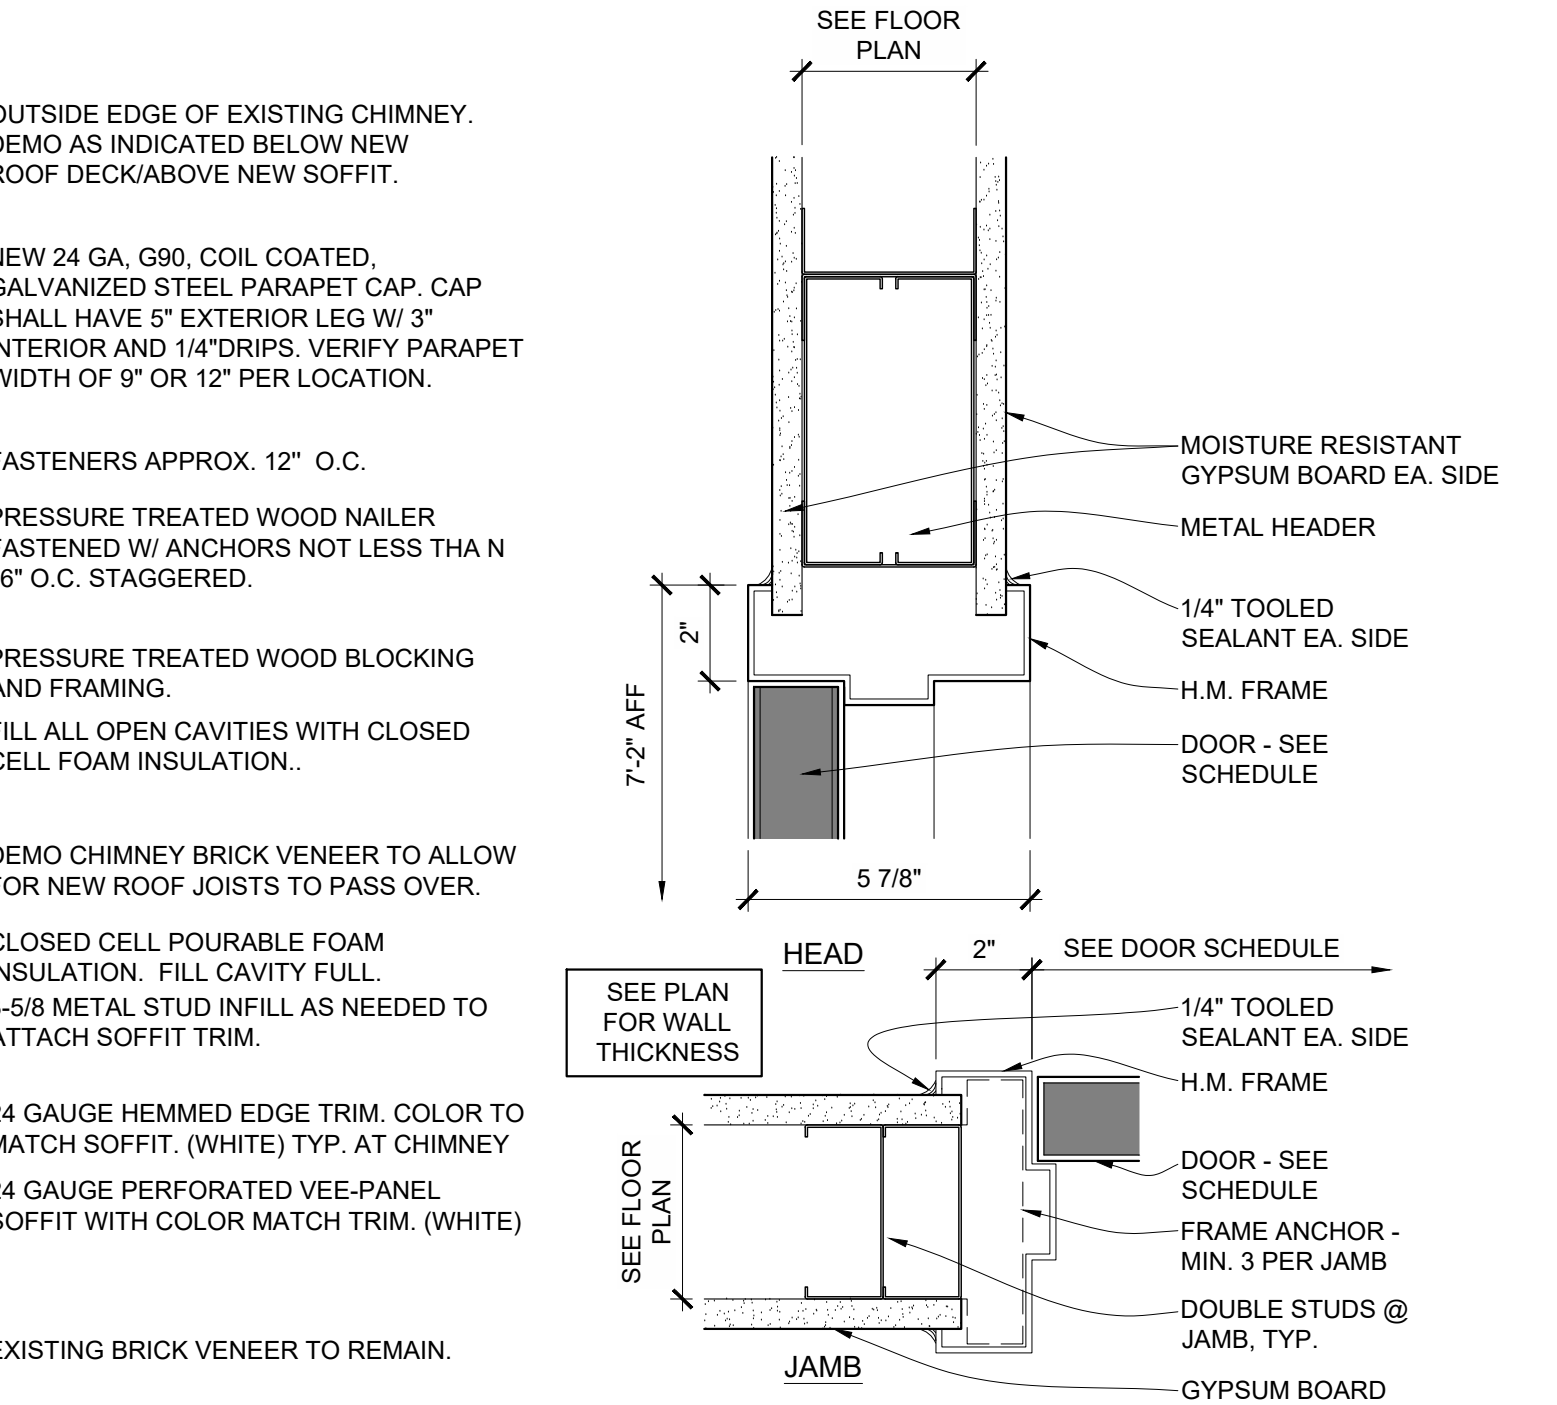 OUTSIDE EDGE OF EXISTING CHIMNEY.
DEMO AS INDICATED BELOW NEW
ROOF DECK/ABOVE NEW SOFFIT.
NEW 24 GA, G90, COIL COATED,
GALVANIZED STEEL PARAPET CAP. CAP
SHALL HAVE 5" EXTERIOR LEG W/ 3"
INTERIOR AND 1/4"DRIPS. VERIFY PARAPET
WIDTH OF 9" OR 12" PER LOCATION.
FASTENERS APPROX. 12" O.C.
PRESSURE TREATED WOOD NAILER
FASTENED W/ ANCHORS NOT LESS THA N
6" O.C. STAGGERED.
PRESSURE TREATED WOOD BLOCKING
AND FRAMING.
FILL ALL OPEN CAVITIES WITH CLOSED
CELL FOAM INSULATION..
DEMO CHIMNEY BRICK VENEER TO ALLOW
FOR NEW ROOF JOISTS TO PASS OVER.
CLOSED CELL POURABLE FOAM
INSULATION. FILL CAVITY FULL.
-5/8 METAL STUD INFILL AS NEEDED TO
ATTACH SOFFIT TRIM.
24 GAUGE HEMMED EDGE TRIM. COLOR TO
MATCH SOFFIT. (WHITE) TYP. AT CHIMNEY
24 GAUGE PERFORATED VEE-PANEL
SOFFIT WITH COLOR MATCH TRIM. (WHITE)
EXISTING BRICK VENEER TO REMAIN.
SEE FLOOR
PLAN
MOISTURE RESISTANT
GYPSUM BOARD EA. SIDE
METAL HEADER
1/4" TOOLED
SEALANT EA. SIDE
H.M. FRAME
DOOR - SEE
SCHEDULE
2"
7'-2" AFF
5 7/8"
HEAD
2"
SEE DOOR SCHEDULE
SEE PLAN
FOR WALL
THICKNESS
1/4" TOOLED
SEALANT EA. SIDE
H.M. FRAME
DOOR - SEE
SCHEDULE
FRAME ANCHOR -
MIN. 3 PER JAMB
DOUBLE STUDS @
JAMB, TYP.
GYPSUM BOARD
SEE FLOOR
PLAN
JAMB